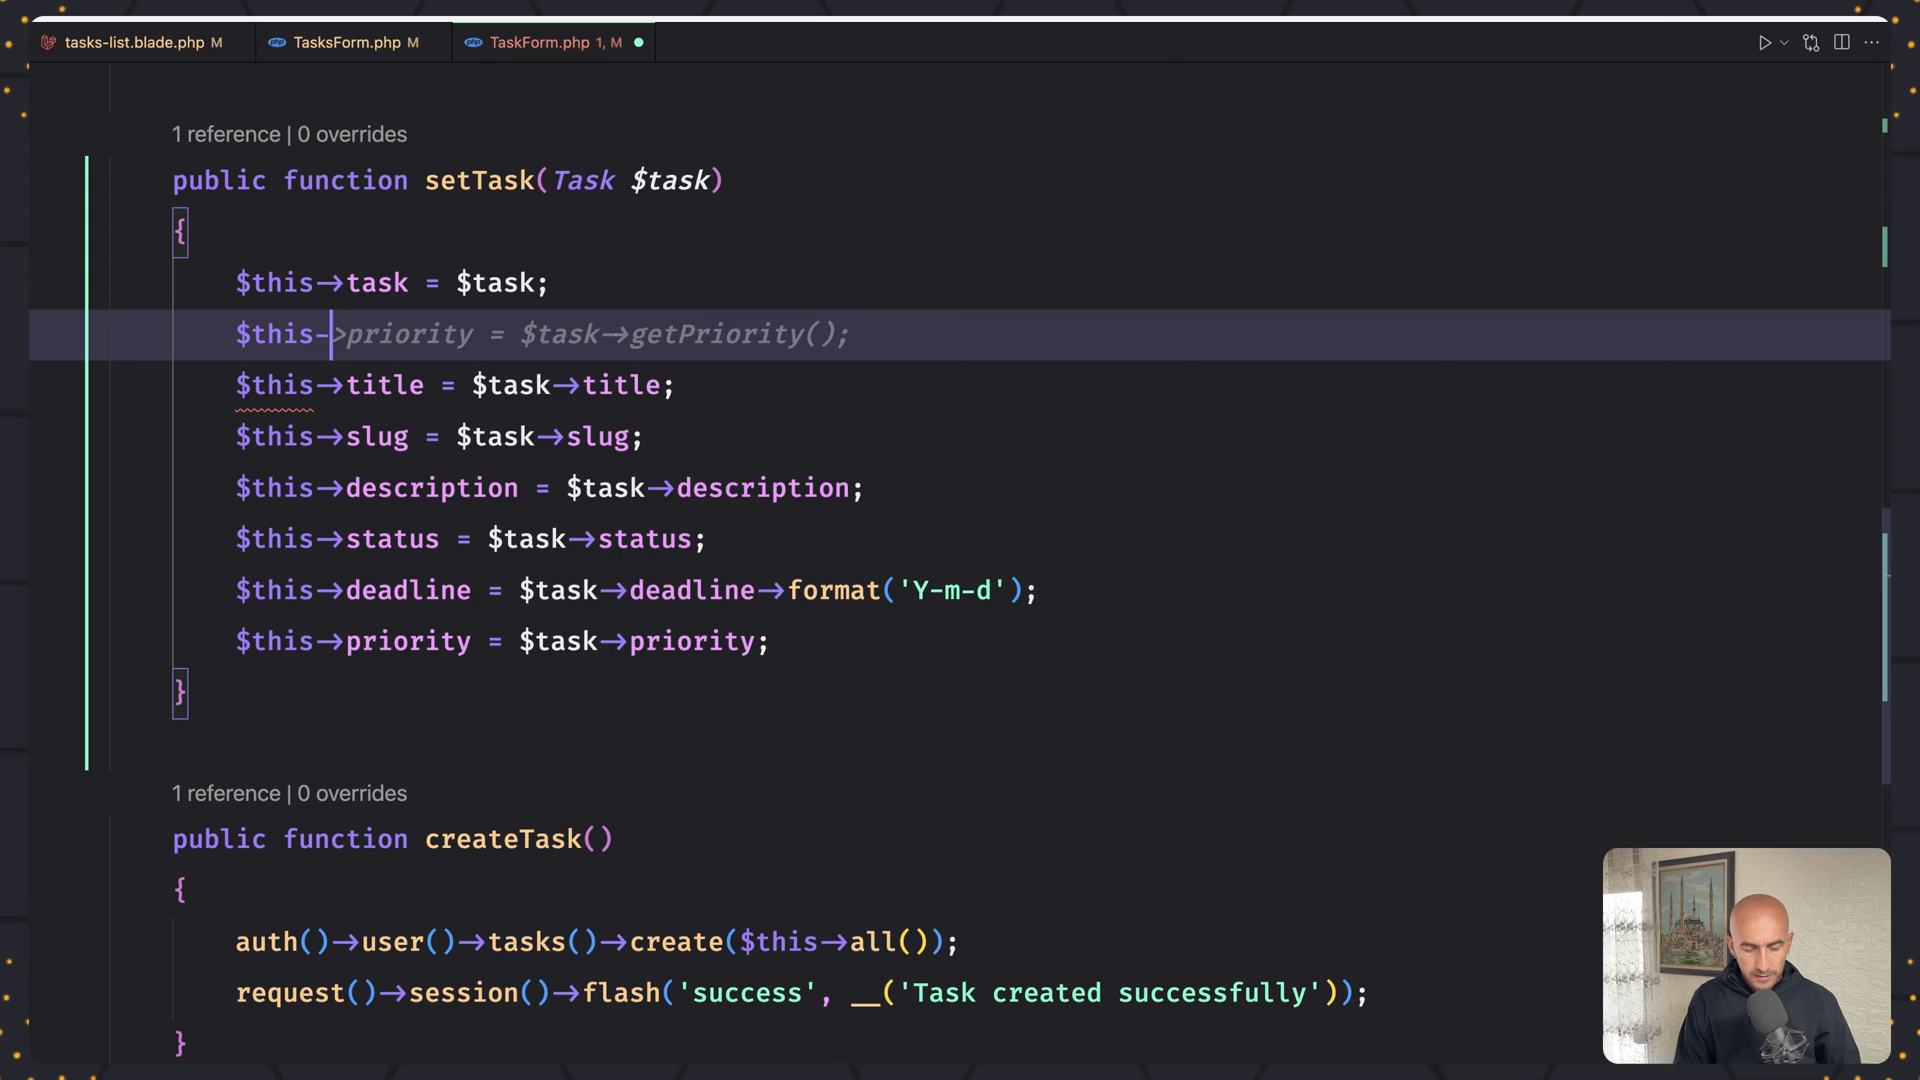 tasks-list.blade.php M
TasksForm.php M
TaskForm.php 1, M
1 reference | 0 overrides
public function setTask(Task $task)
{
$this->task = $task;
$this->priority = $task->getPriority();
$this->title = $task->title;
$this->slug = $task->slug;
$this->description = $task->description;
$this->status = $task->status;
$this->deadline = $task->deadline->format('Y-m-d');
$this->priority = $task->priority;
}
1 reference | 0 overrides
public function createTask()
{
auth()->user()->tasks()->create($this->all());
request()->session()->flash('success', __('Task created successfully'));
}